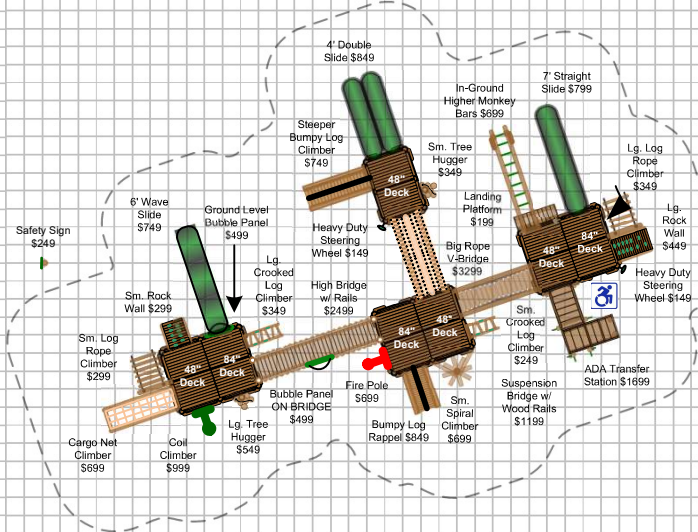 4' Double
Slide $849
7' Straight
Slide $799
In-Ground
Higher Monkey
Bars $699
Steeper
Bumpy Log
Climber
$749
Sm. Tree
Hugger
$349
Lg. Log
Rope
Climber
$349
48"
Deck
6' Wave
Slide
$749
Ground Level
Bubble Panel
$499
Landing
Platform
$199
Lg.
Rock
Wall
$449
Safety Sign
$249
Heavy Duty
Steering
Wheel $149
Big Rope
V-Bridge
$3299
48"
Deck
84"
Deck
Lg.
Crooked
Log
Climber
$349
High Bridge
w/ Rails
$2499
Heavy Duty
Steering
Wheel $149
Sm. Rock
Wall $299
Sm.
Crooked
Log
Climber
$249
Sm. Log
Rope
Climber
$299
84"
Deck
48"
Deck
48"
Deck
84"
Deck
ADA Transfer
Station $1699
Bubble Panel
ON BRIDGE
$499
Fire Pole
$699
Suspension
Bridge w/
Wood Rails
$1199
Sm.
Spiral
Climber
$699
Cargo Net
Climber
$699
Coil
Climber
$999
Lg. Tree
Hugger
$549
Bumpy Log
Rappel $849